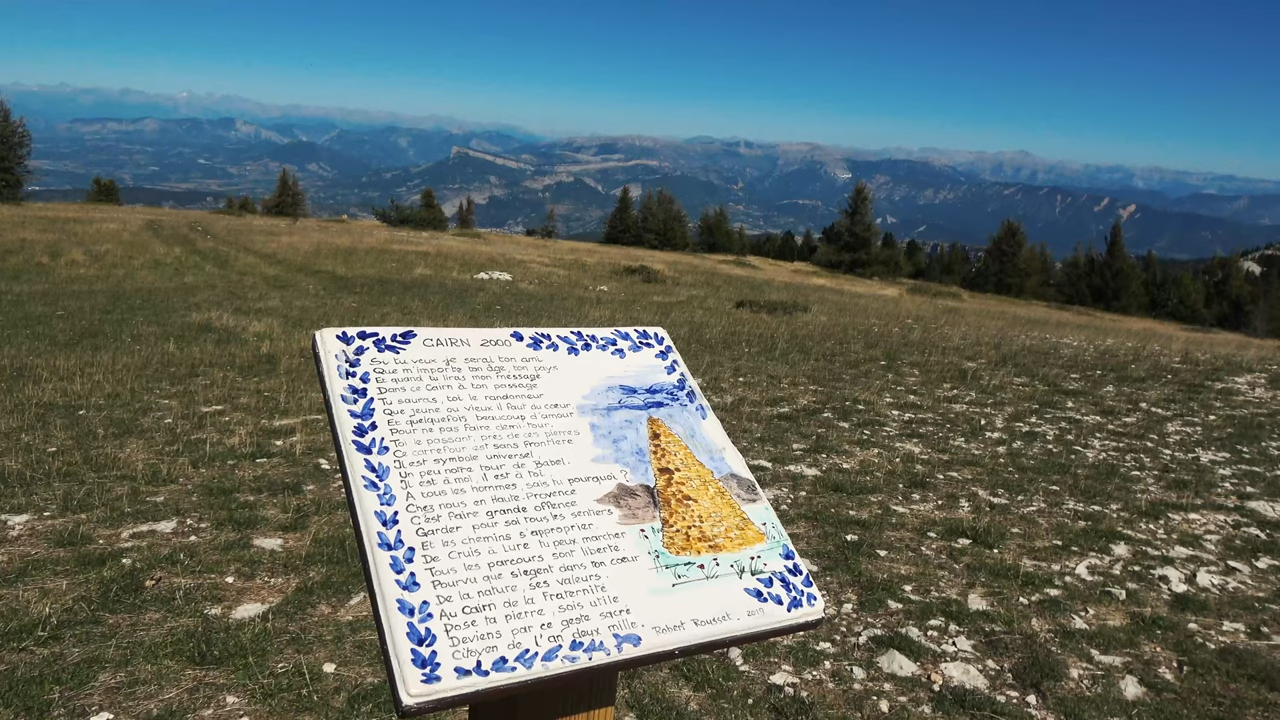 CAIRN 2000
Si tu veux je serai ton ami
Que m'importe ton âge, ton pays
Et quand tu liras mon message
Dans ce Cairn à ton passage
Tu sauras, toi le randonneur
Que jeune ou vieux il faut du cœur,
Et quelquefois, beaucoup d'amour
Pour ne pas faire demi-tour.
Toi le passant, près de ces pierres
Ce carrefour est sans frontière
Il est symbole universel,
Un peu notre tour de Babel.
Il est à moi, il est à toi,
A tous les hommes, sais tu pourquoi ?
Chez nous en Haute-Provence
C'est faire grande offence
Garder pour soi tous les sentiers
Et les chemins s'approprier.
De Cruis à Lure tu peux marcher
Tous les parcours sont liberté.
Pourvu que siegent dans ton cœur
De la nature, ses valeurs.
Au Cairn de la Fraternité
Pose ta pierre, sois utile
Deviens par ce geste sacré
Citoyen de l'an deux mille.
Robert Rousset. 2019